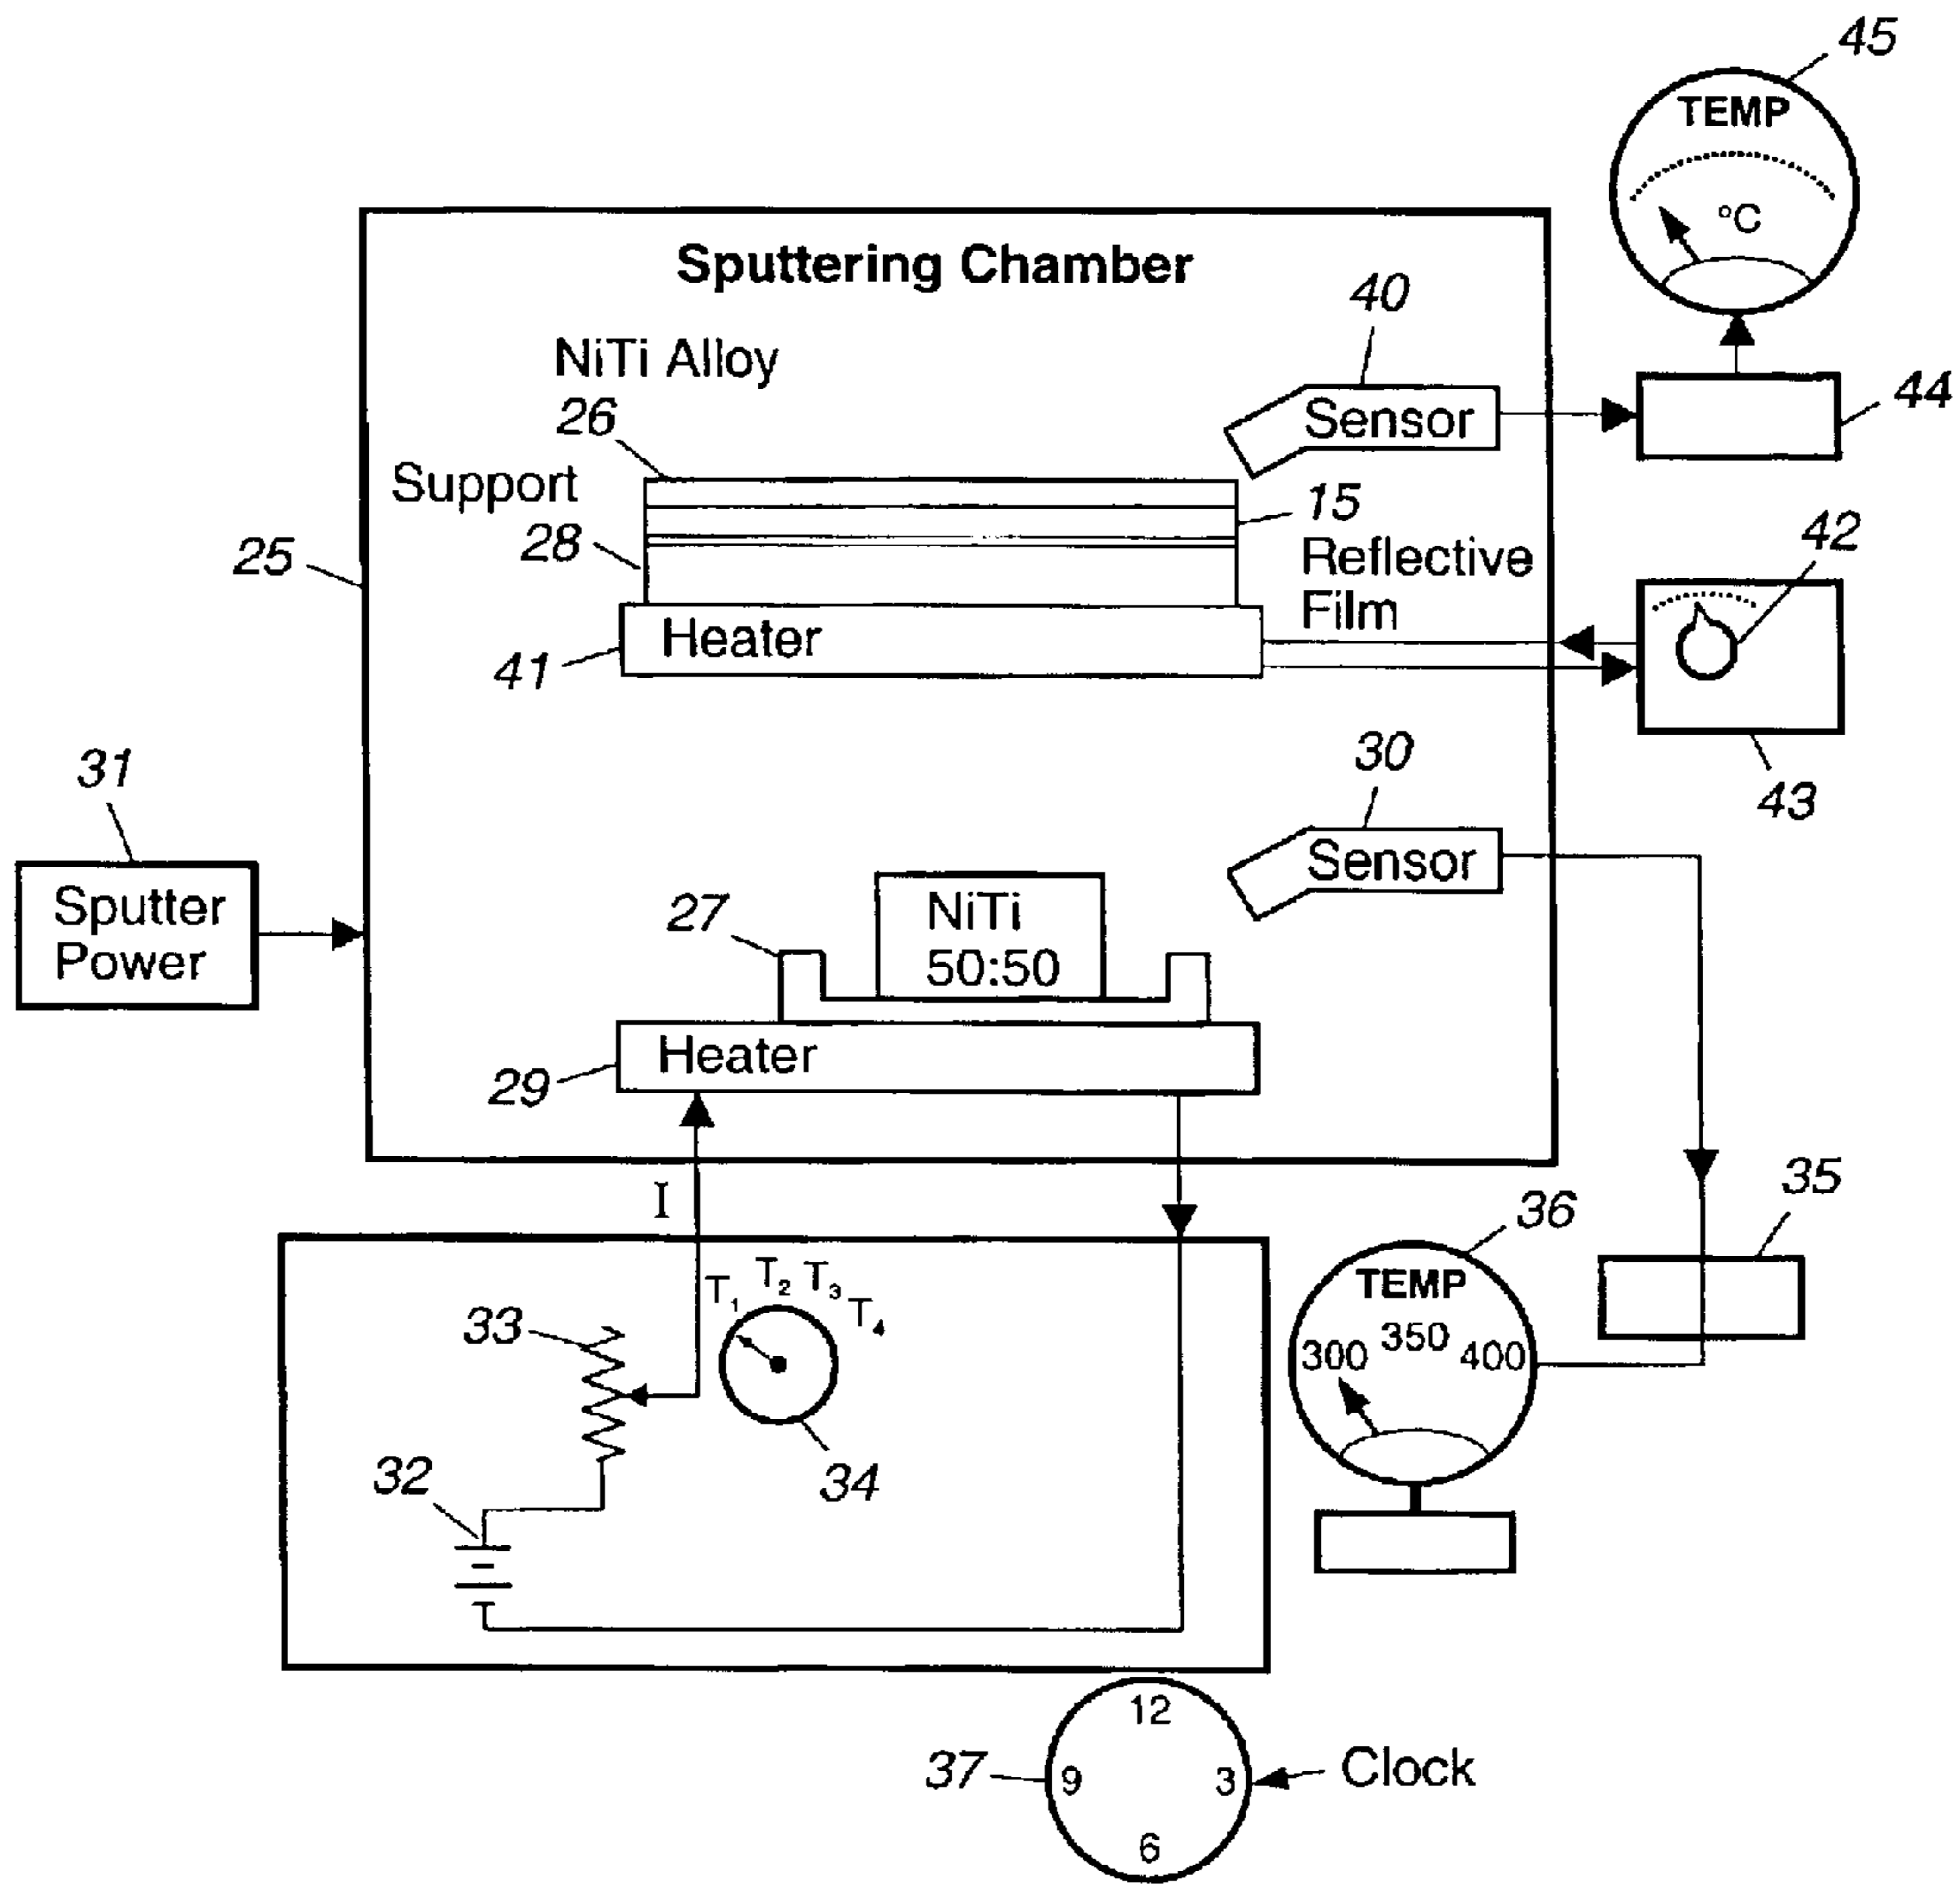 45
TEMP
°C
Sputtering Chamber
40
NiTi Alloy
26
Sensor
44
Support
15
28
Reflective
Film
42
25
Heater
41
43
31
30
Sensor
Sputter
Power
27
NiTi
50:50
Heater
29
I
35
36
T1 T2 T3 T4
TEMP
300 350 400
33
34
32
12
37
9
3
Clock
6